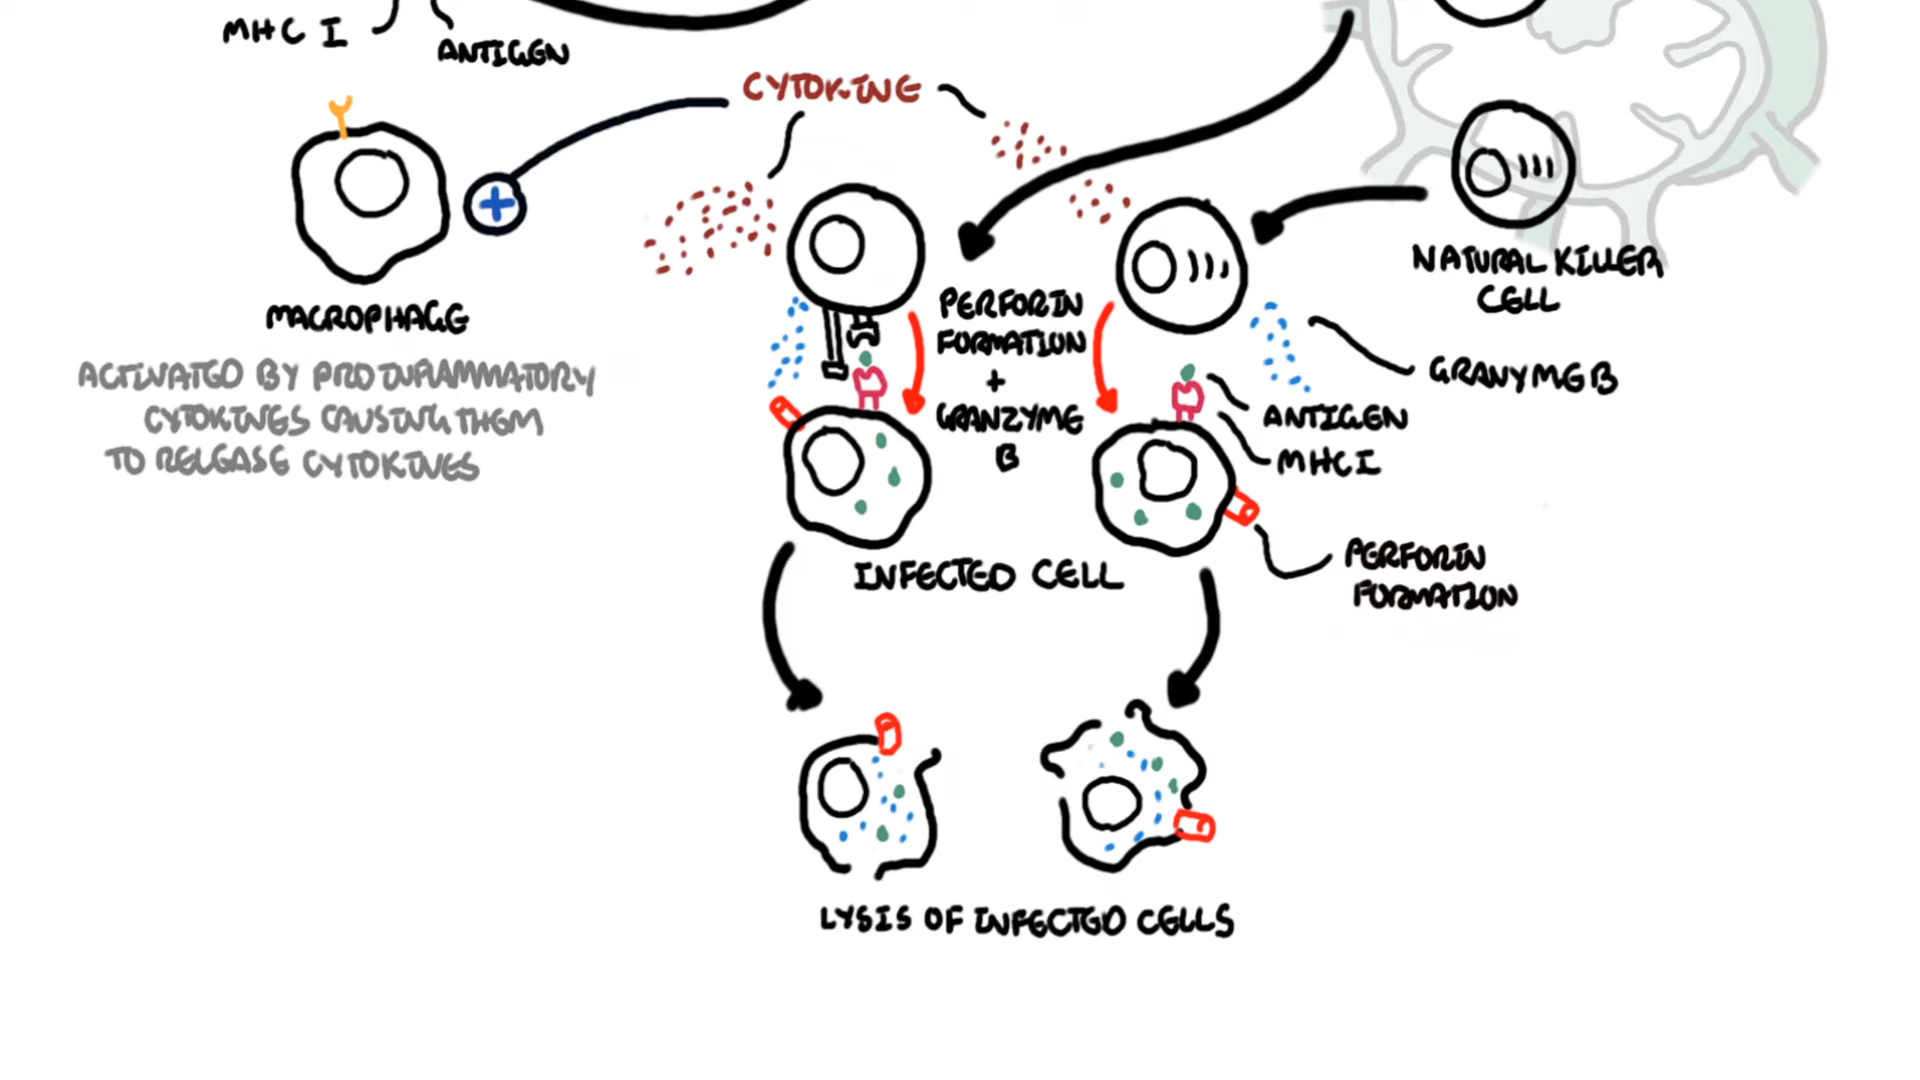 MHC I
ANTIGEN
CYTOKINE
MACROPHAGE
ACTIVATED BY PROINFLAMMATORY
CYTOKINES CAUSING THEM
TO RELEASE CYTOKINES
PERFORIN
FORMATION
+
GRANZYME
B
NATURAL KILLER
CELL
GRANYME B
ANTIGEN
MHC I
INFECTED CELL
PERFORIN
FORMATION
LYSIS OF INFECTED CELLS